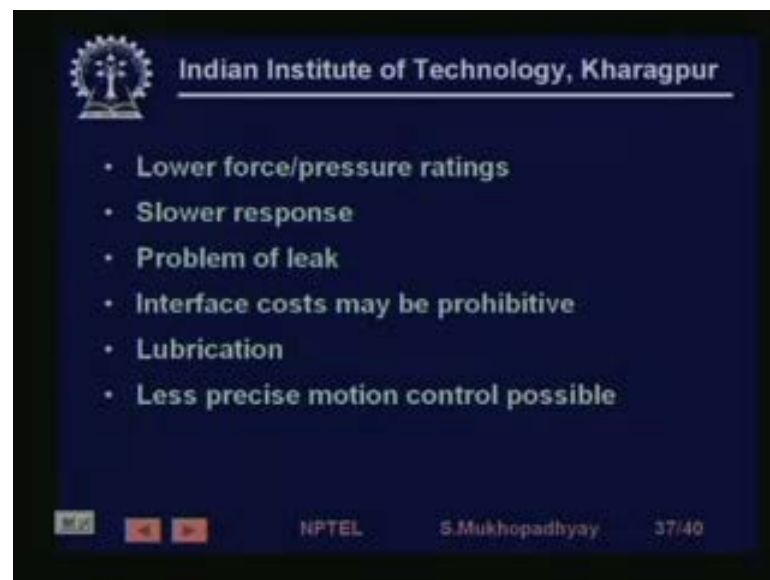 Indian Institute of Technology, Kharagpur
• Lower force/pressure ratings
• Slower response
• Problem of leak
• Interface costs may be prohibitive
• Lubrication
• Less precise motion control possible
NPTEL S.Mukhopadhyay 37/40